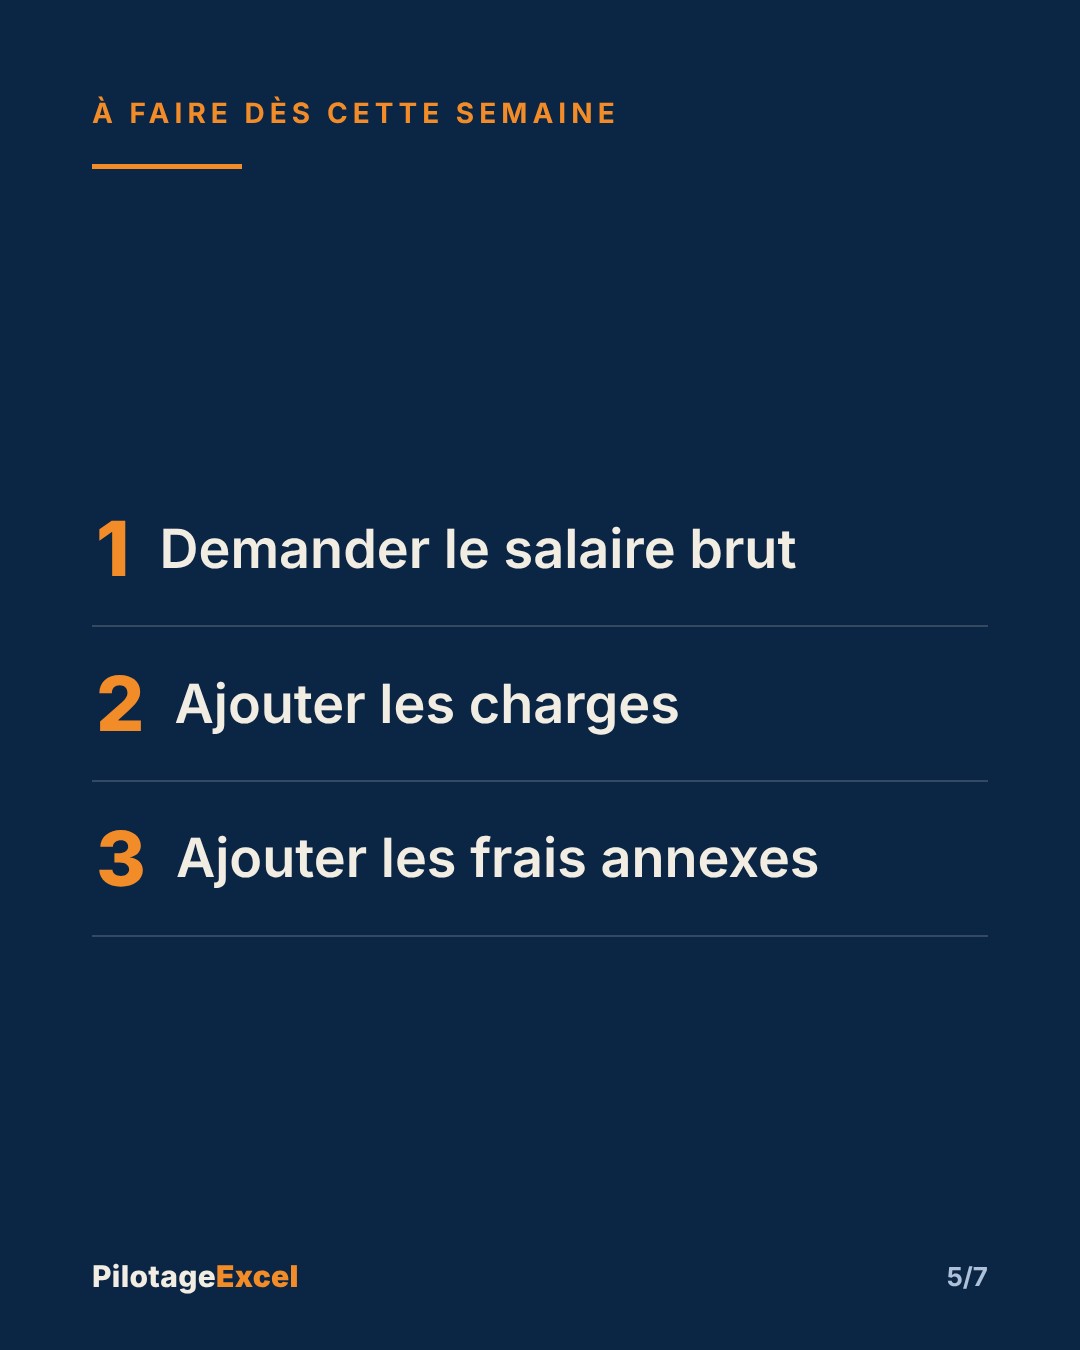 À FAIRE DÈS CETTE SEMAINE
1 Demander le salaire brut
2 Ajouter les charges
3 Ajouter les frais annexes
PilotageExcel
5/7